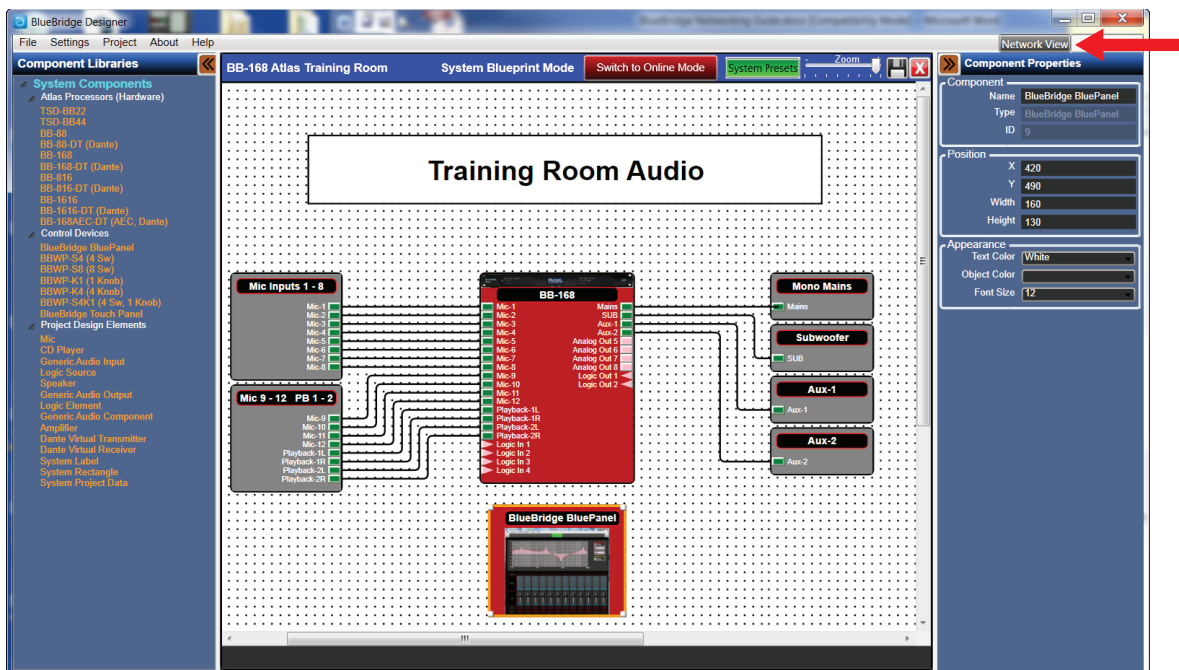 BlueBridge Designer
File Settings Project About Help
Network View
Component Libraries
System Components
Atlas Processors (Hardware)
TSD-BB22
TSD-BB44
BB-88
BB-88-DT (Dante)
BB-168
BB-168-DT (Dante)
BB-816
BB-816-DT (Dante)
BB-1616
BB-1616-DT (Dante)
BB-168AEC-DT (AEC, Dante)
Control Devices
BlueBridge BluePanel
BBWP-S4 (4 Sw)
BBWP-S8 (8 Sw)
BBWP-K1 (1 Knob)
BBWP-K4 (4 Knob)
BBWP-S4K1 (4 Sw, 1 Knob)
BlueBridge Touch Panel
Project Design Elements
Mic
CD Player
Generic Audio Input
Logic Source
Speaker
Generic Audio Output
Logic Element
Generic Audio Component
Amplifier
Dante Virtual Transmitter
Dante Virtual Receiver
System Label
System Rectangle
System Project Data
BB-168 Atlas Training Room System Blueprint Mode Switch to Online Mode System Presets Zoom
Training Room Audio
Mic Inputs 1 - 8
Mic-1
Mic-2
Mic-3
Mic-4
Mic-5
Mic-6
Mic-7
Mic-8
Mic 9 - 12 PB 1 - 2
Mic-9
Mic-10
Mic-11
Mic-12
Playback-1L
Playback-1R
Playback-2L
Playback-2R
BB-168
Mic-1 Mains
Mic-2 SUB
Mic-3 Aux-1
Mic-4 Aux-2
Mic-5 Analog Out 5
Mic-6 Analog Out 6
Mic-7 Analog Out 7
Mic-8 Analog Out 8
Mic-9 Logic Out 1
Mic-10 Logic Out 2
Mic-11
Mic-12
Playback-1L
Playback-1R
Playback-2L
Playback-2R
Logic In 1
Logic In 2
Logic In 3
Logic In 4
Mono Mains
Mains
Subwoofer
SUB
Aux-1
Aux-1
Aux-2
Aux-2
BlueBridge BluePanel
Component Properties
Component
Name BlueBridge BluePanel
Type BlueBridge BluePanel
ID 9
Position
X 420
Y 490
Width 160
Height 130
Appearance
Text Color White
Object Color
Font Size 12